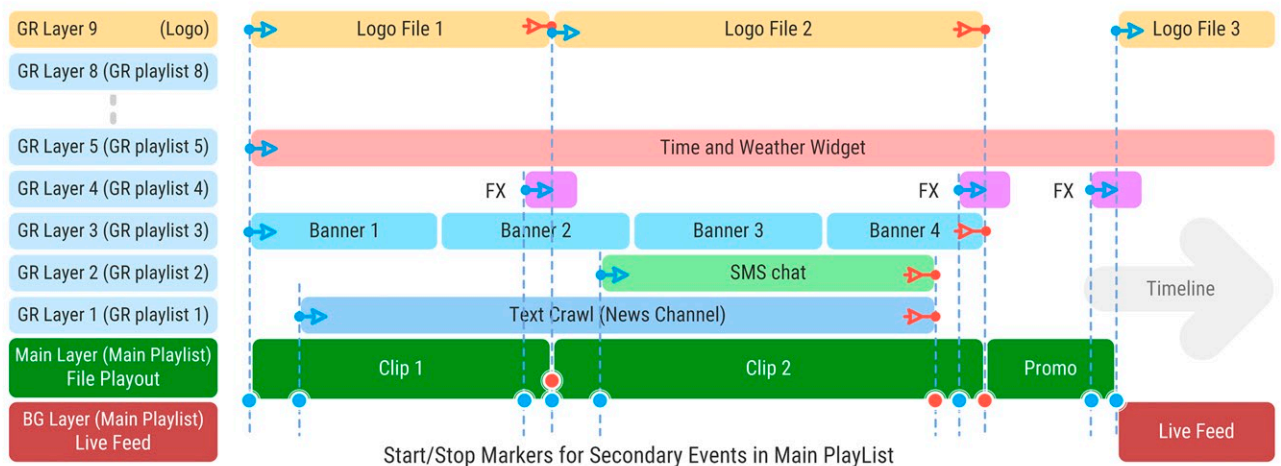 GR Layer 9 (Logo)
Logo File 1
Logo File 2
Logo File 3
GR Layer 8 (GR playlist 8)
GR Layer 5 (GR playlist 5)
Time and Weather Widget
GR Layer 4 (GR playlist 4)
FX
FX
FX
GR Layer 3 (GR playlist 3)
Banner 1
Banner 2
Banner 3
Banner 4
GR Layer 2 (GR playlist 2)
SMS chat
Timeline
GR Layer 1 (GR playlist 1)
Text Crawl (News Channel)
Main Layer (Main Playlist)
File Playout
Clip 1
Clip 2
Promo
BG Layer (Main Playlist)
Live Feed
Live Feed
Start/Stop Markers for Secondary Events in Main PlayList